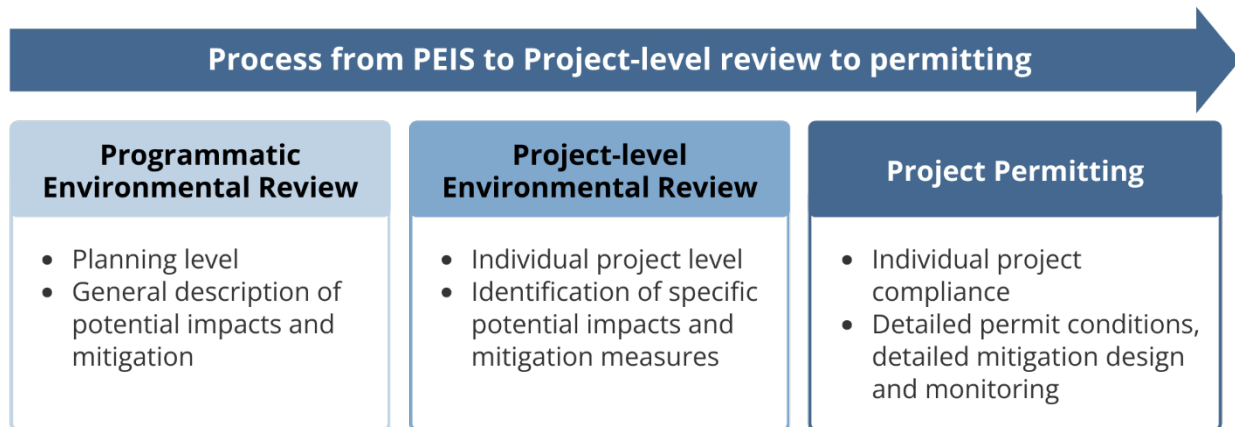 Process from PEIS to Project-level review to permitting
Programmatic
Environmental Review
• Planning level
• General description of
potential impacts and
mitigation
Project-level
Environmental Review
• Individual project level
• Identification of specific
potential impacts and
mitigation measures
Project Permitting
• Individual project
compliance
• Detailed permit conditions,
detailed mitigation design
and monitoring